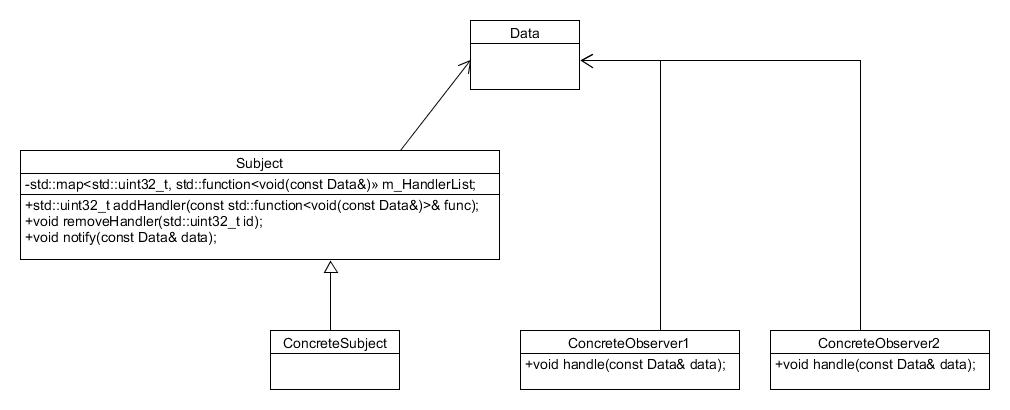 Data
Subject
-std::map<std::uint32_t, std::function<void(const Data&)» m_HandlerList;
+std::uint32_t addHandler(const std::function<void(const Data&)>& func);
+void removeHandler(std::uint32_t id);
+void notify(const Data& data);
ConcreteSubject
ConcreteObserver1
+void handle(const Data& data);
ConcreteObserver2
+void handle(const Data& data);